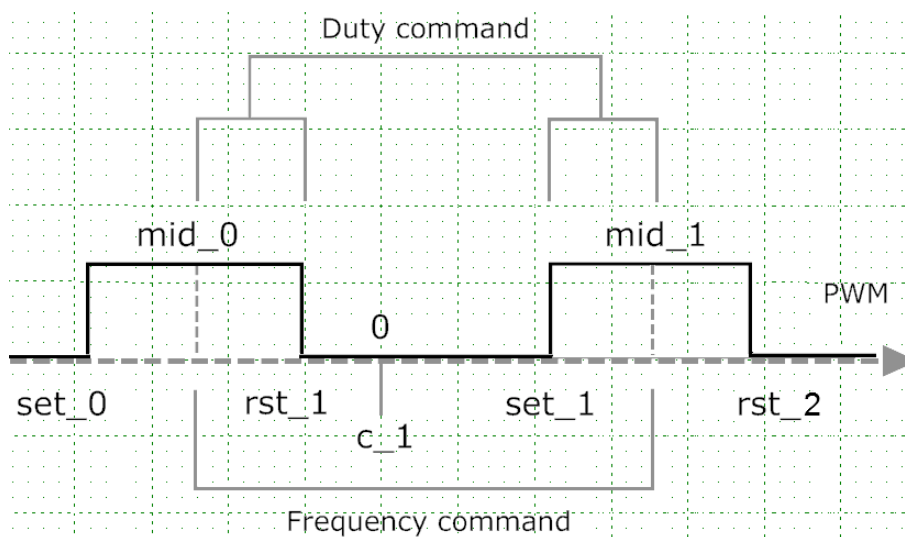 Duty command
mid_0
mid_1
PWM
0
set_0
rst_1
set_1
rst_2
c_1
Frequency command